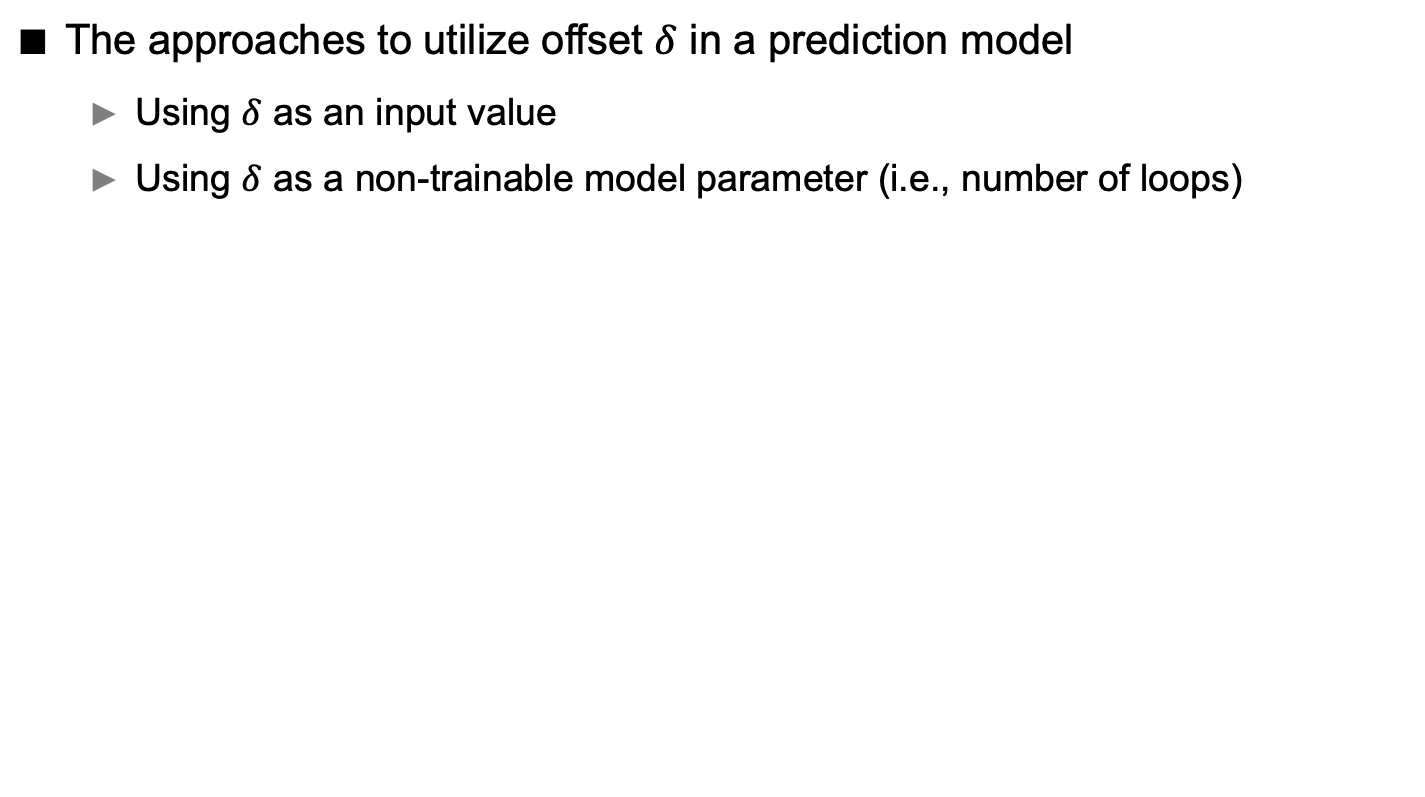 ■ The approaches to utilize offset 𝛿 in a prediction model
► Using 𝛿 as an input value
► Using 𝛿 as a non-trainable model parameter (i.e., number of loops)